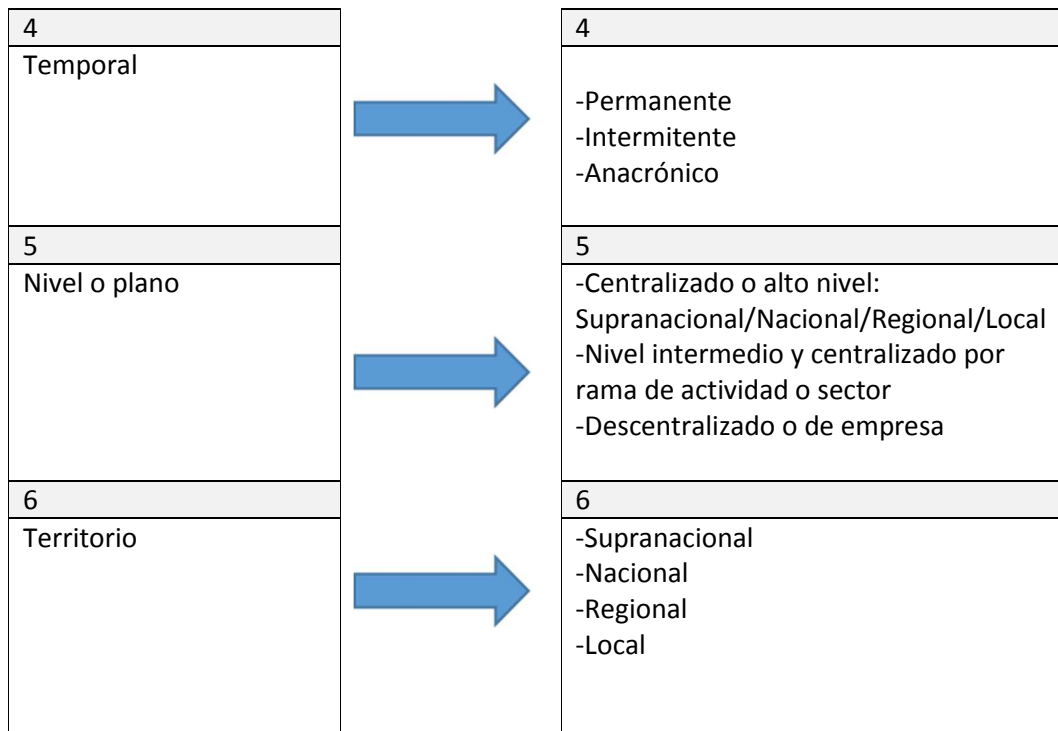 4
Temporal
4
-Permanente
-Intermitente
-Anacrónico
5
Nivel o plano
5
-Centralizado o alto nivel:
Supranacional/Nacional/Regional/Local
-Nivel intermedio y centralizado por
rama de actividad o sector
-Descentralizado o de empresa
6
Territorio
6
-Supranacional
-Nacional
-Regional
-Local